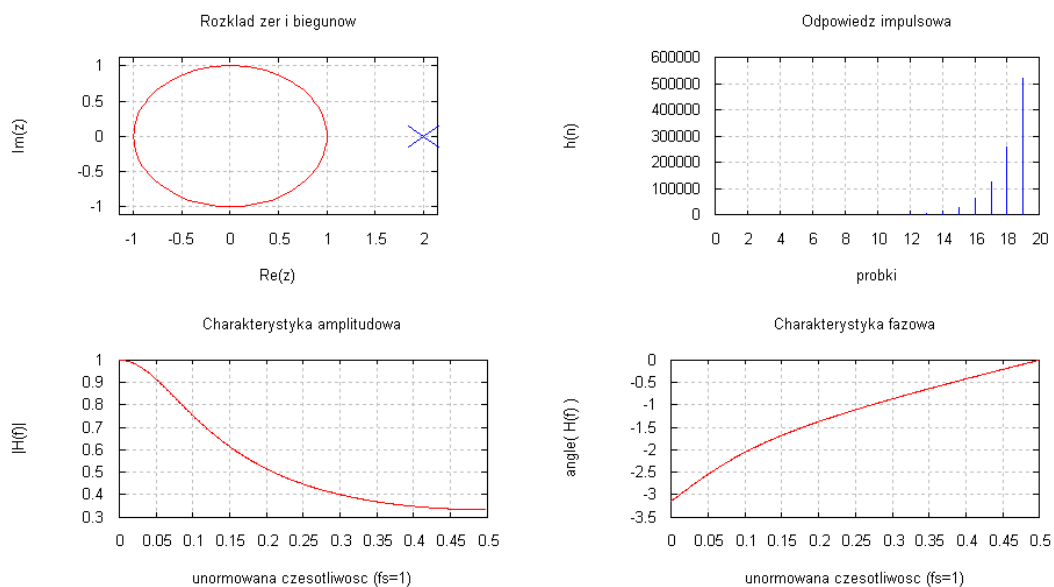 Rozklad zer i biegunow
Im(z)
1
0.5
0
-0.5
-1
-1 -0.5 0 0.5 1 1.5 2
Re(z)
Odpowiedz impulsowa
h(n)
600000
500000
400000
300000
200000
100000
0
0 2 4 6 8 10 12 14 16 18 20
probki
Charakterystyka amplitudowa
|H(f)|
1
0.9
0.8
0.7
0.6
0.5
0.4
0.3
0 0.05 0.1 0.15 0.2 0.25 0.3 0.35 0.4 0.45 0.5
unormowana czesotliwosc (fs=1)
Charakterystyka fazowa
angle( H(f) )
0
-0.5
-1
-1.5
-2
-2.5
-3
-3.5
0 0.05 0.1 0.15 0.2 0.25 0.3 0.35 0.4 0.45 0.5
unormowana czesotliwosc (fs=1)